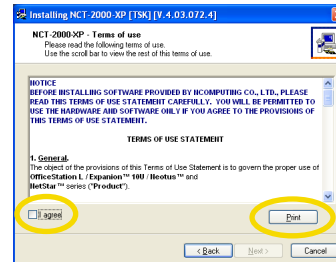 Installing NCT-2000-XP [TSK] [V.4.03.072.4]
NCT-2000-XP - Terms of use
Please read the following terms of use.
Use the scroll bar to view the rest of this terms of use.
NOTICE
BEFORE INSTALLING SOFTWARE PROVIDED BY NCOMPUTING CO., LTD., PLEASE
READ THIS TERMS OF USE STATEMENT CAREFULLY. YOU WILL BE PERMITTED TO
USE THE HARDWARE AND SOFTWARE ONLY IF YOU AGREE TO THE PROVISIONS OF
THIS TERMS OF USE STATEMENT.
TERMS OF USE STATEMENT
1. General.
The object of the provisions of this Terms of Use Statement is to govern the proper use of
OfficeStation L / Expanion™ 10U / Neotus™ and
NetStar™ series ("Product").
I agree
Print
< Back
Next >
Cancel